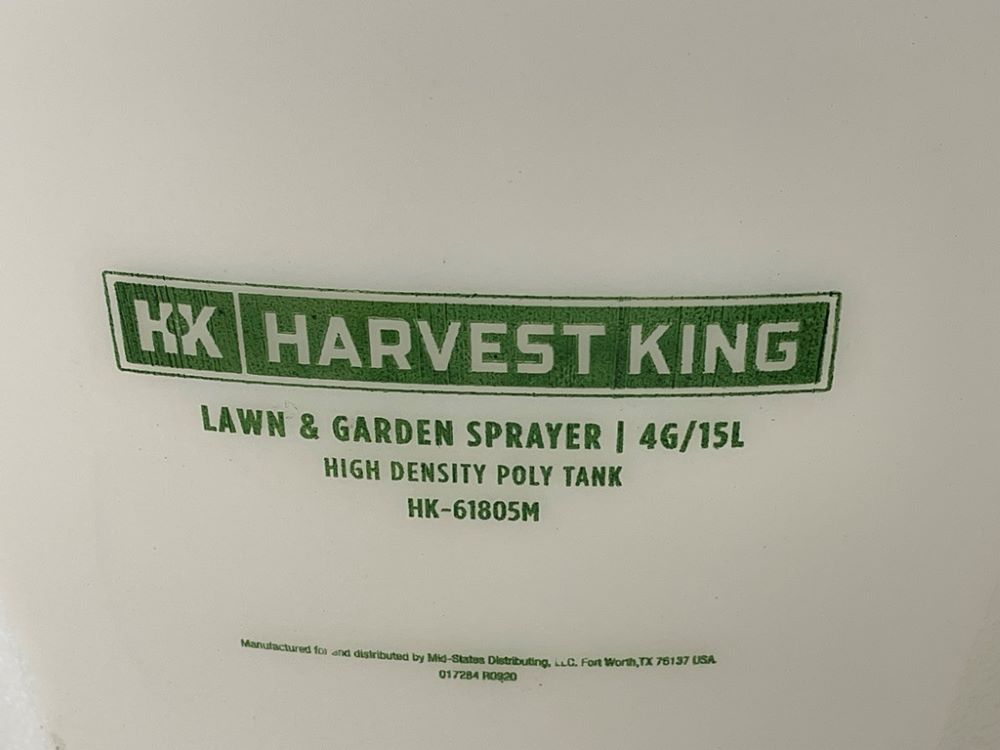 HK HARVEST KING
LAWN & GARDEN SPRAYER | 4G/15L
HIGH DENSITY POLY TANK
HK-61805M
Manufactured for and distributed by Mid-States Distributing, LLC. Fort Worth,TX 76137 USA
017284 R0920